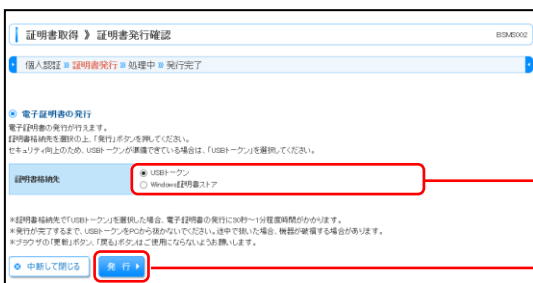 証明書取得 》 証明書発行確認 BSMS002
個人認証 » 証明書発行 » 処理中 » 発行完了
電子証明書の発行
電子証明書の発行が行えます。
証明書格納先を選択の上、「発行」ボタンを押してください。
セキュリティ向上のため、USBトークンが準備できている場合は、「USBトークン」を選択してください。
証明書格納先
USBトークン
Windows証明書ストア
※証明書格納先で「USBトークン」を選択した場合、電子証明書の発行に30秒～1分程度時間がかかります。
※発行が完了するまで、USBトークンをPCから抜かないでください。途中で抜いた場合、機器が破損する場合があります。
※ブラウザの「更新」ボタン、「戻る」ボタンはご使用にならないようお願いします。
中断して閉じる 発 行